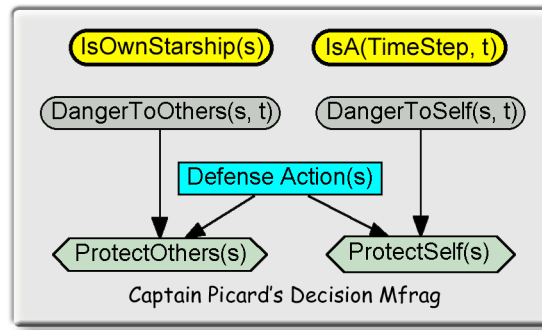 IsOwnStarship(s)
IsA(TimeStep, t)
DangerToOthers(s, t)
DangerToSelf(s, t)
Defense Action(s)
ProtectOthers(s)
ProtectSelf(s)
Captain Picard's Decision Mfrag